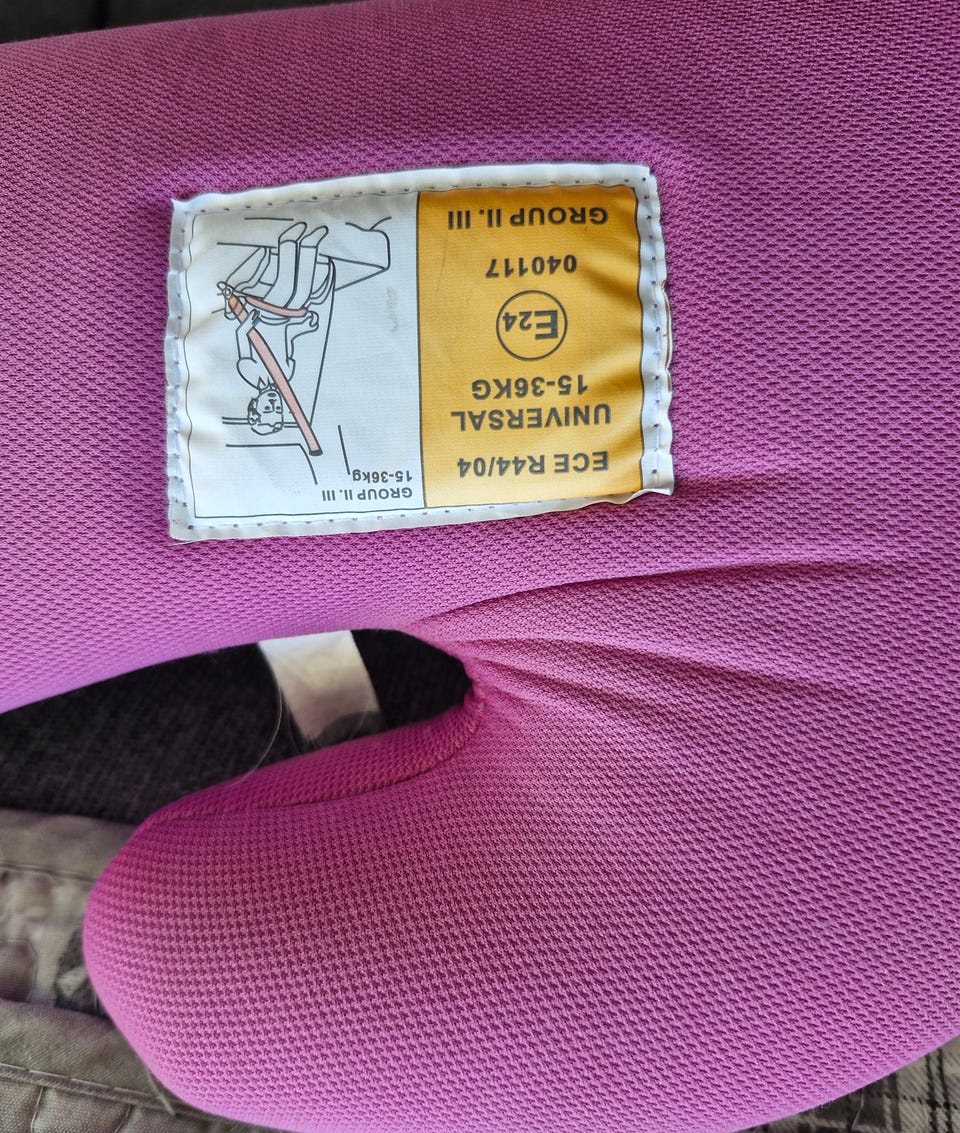 ECE R44/04
UNIVERSAL
15-36KG
E24
040117
GROUP II. III
GROUP II. III
15-36kg